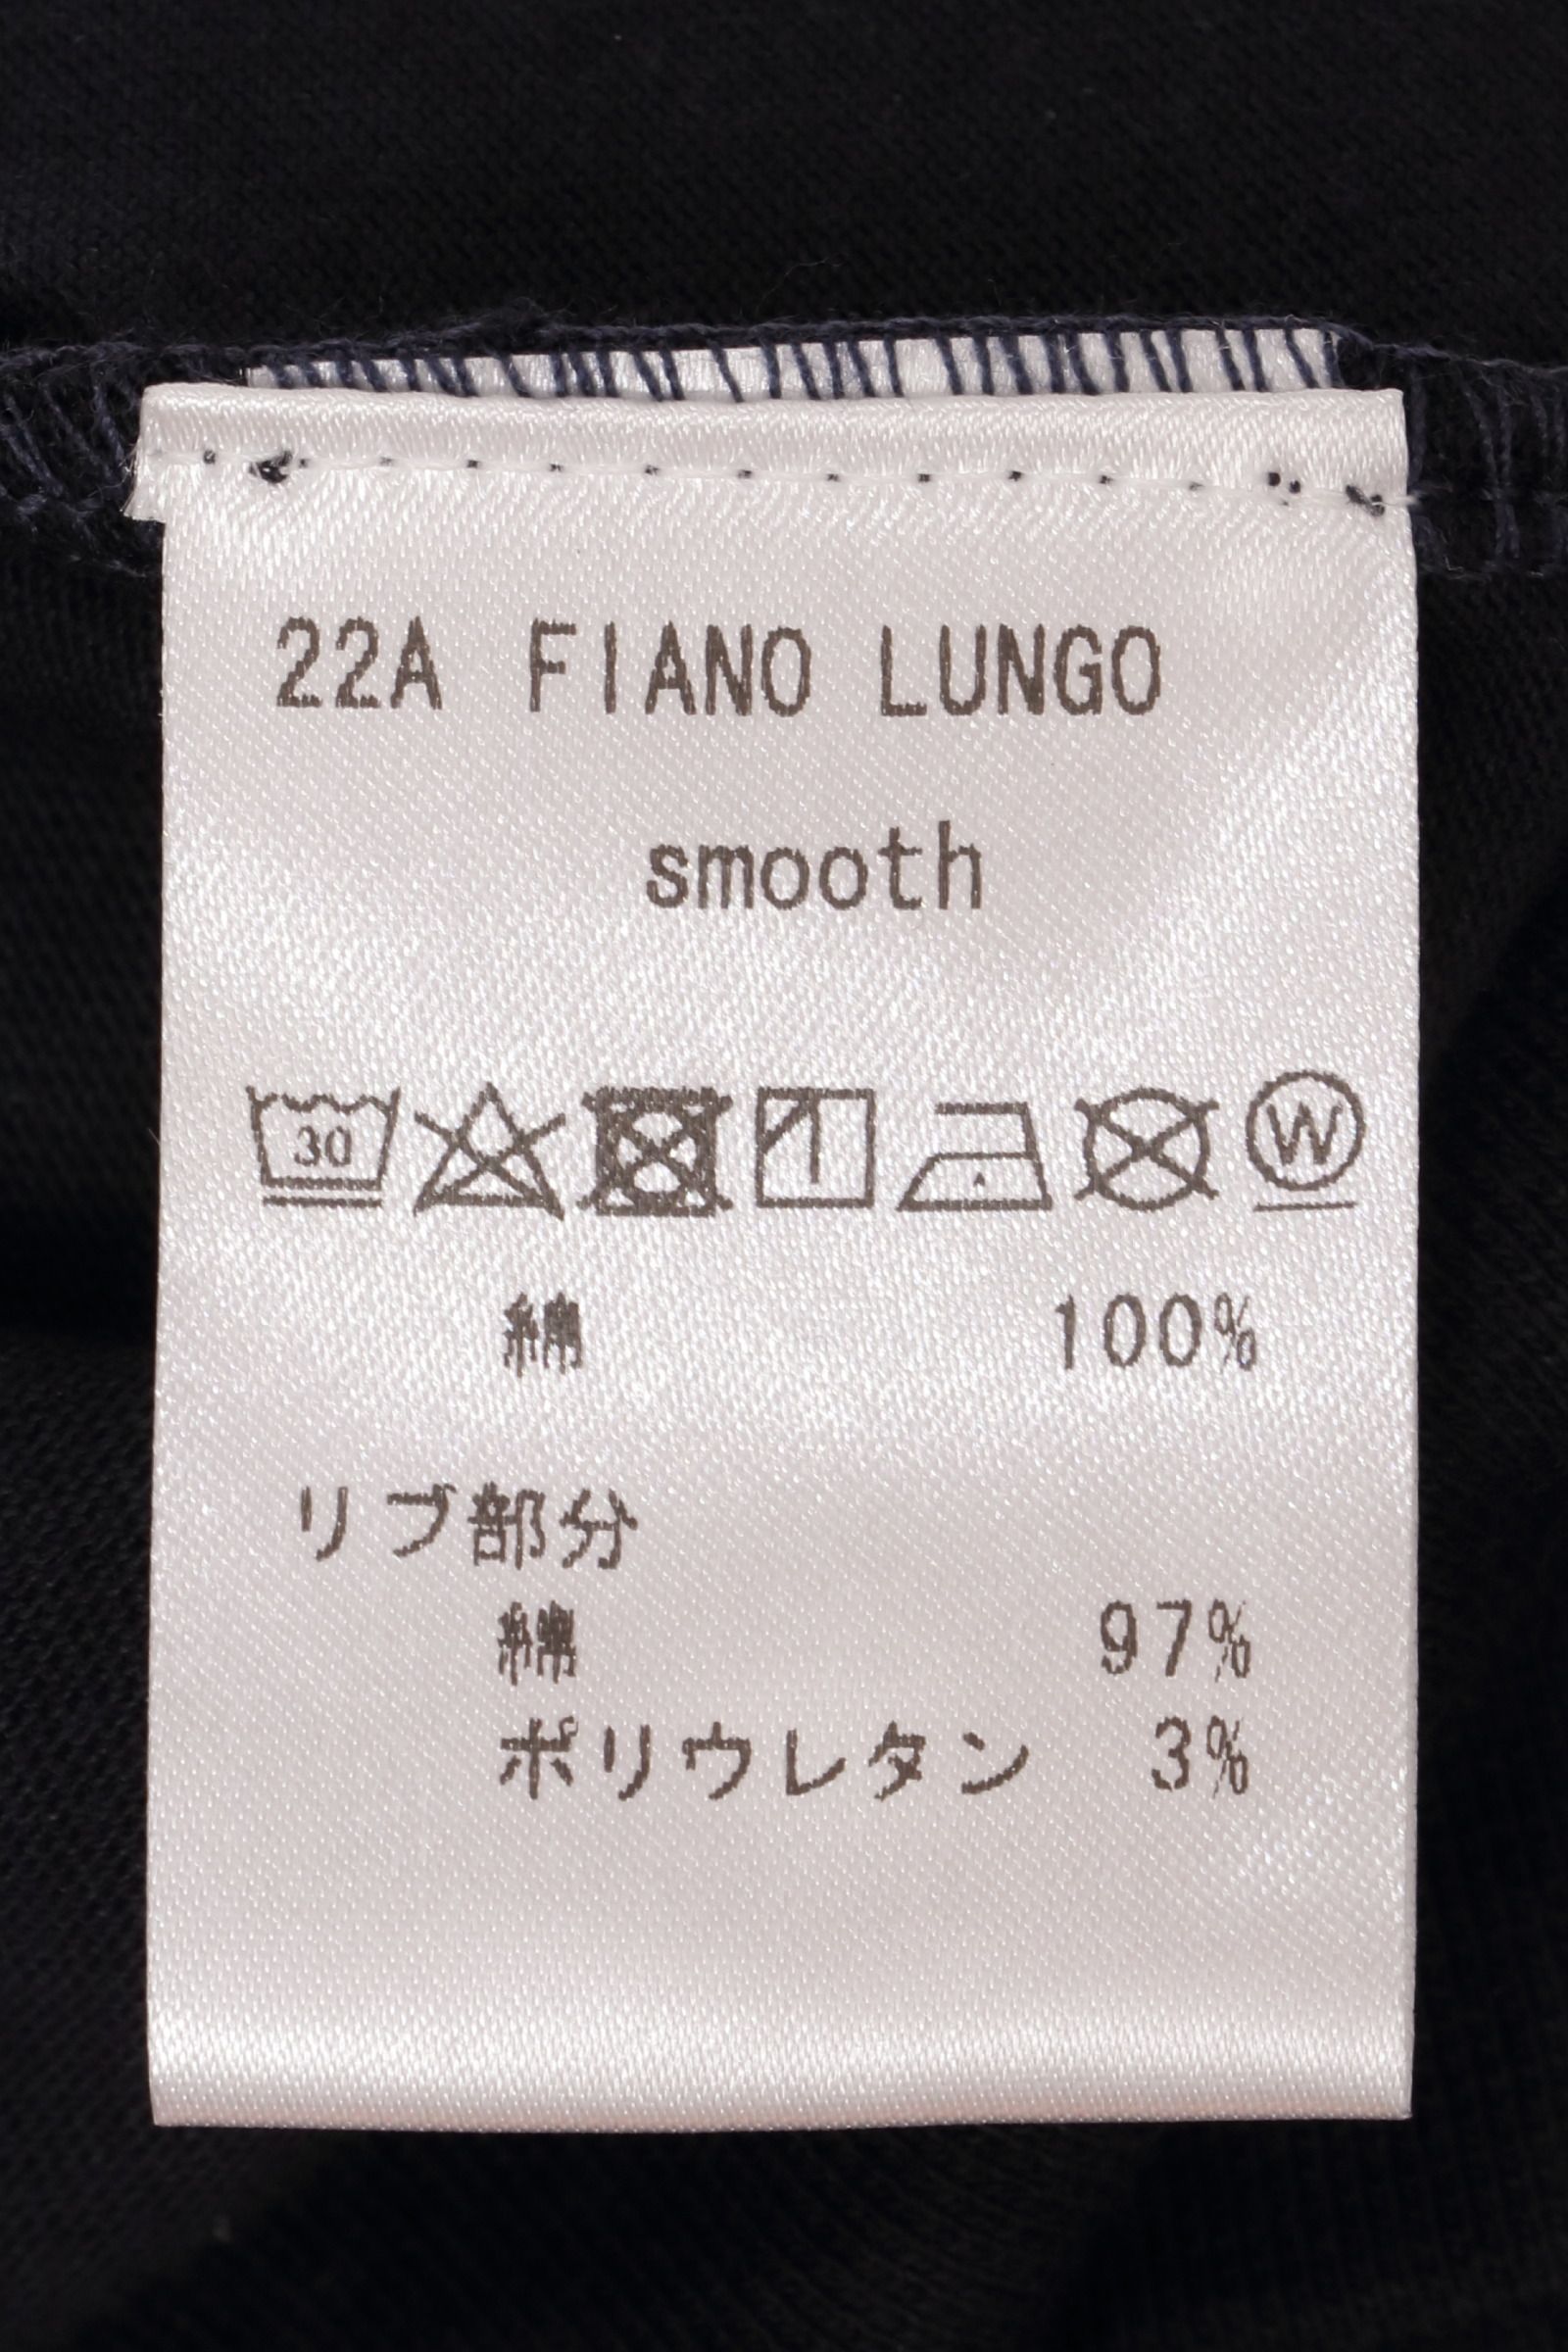 22A FIANO LUNGO
smooth
30 W
綿 100%
リブ部分
綿 97%
ポリウレタン 3%